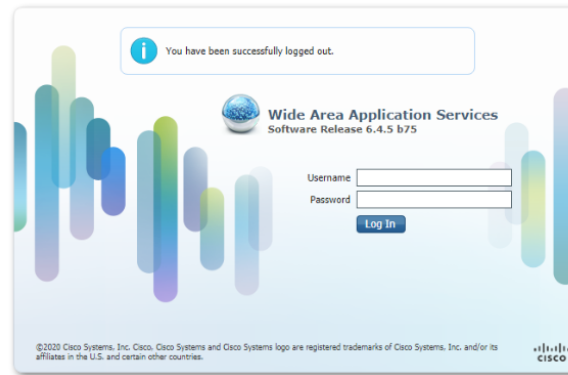 You have been successfully logged out.
Wide Area Application Services
Software Release 6.4.5 b75
Username
Password
Log In
©2020 Cisco Systems, Inc. Cisco, Cisco Systems and Cisco Systems logo are registered trademarks of Cisco Systems, Inc. and/or its
affiliates in the U.S. and certain other countries.
CISCO